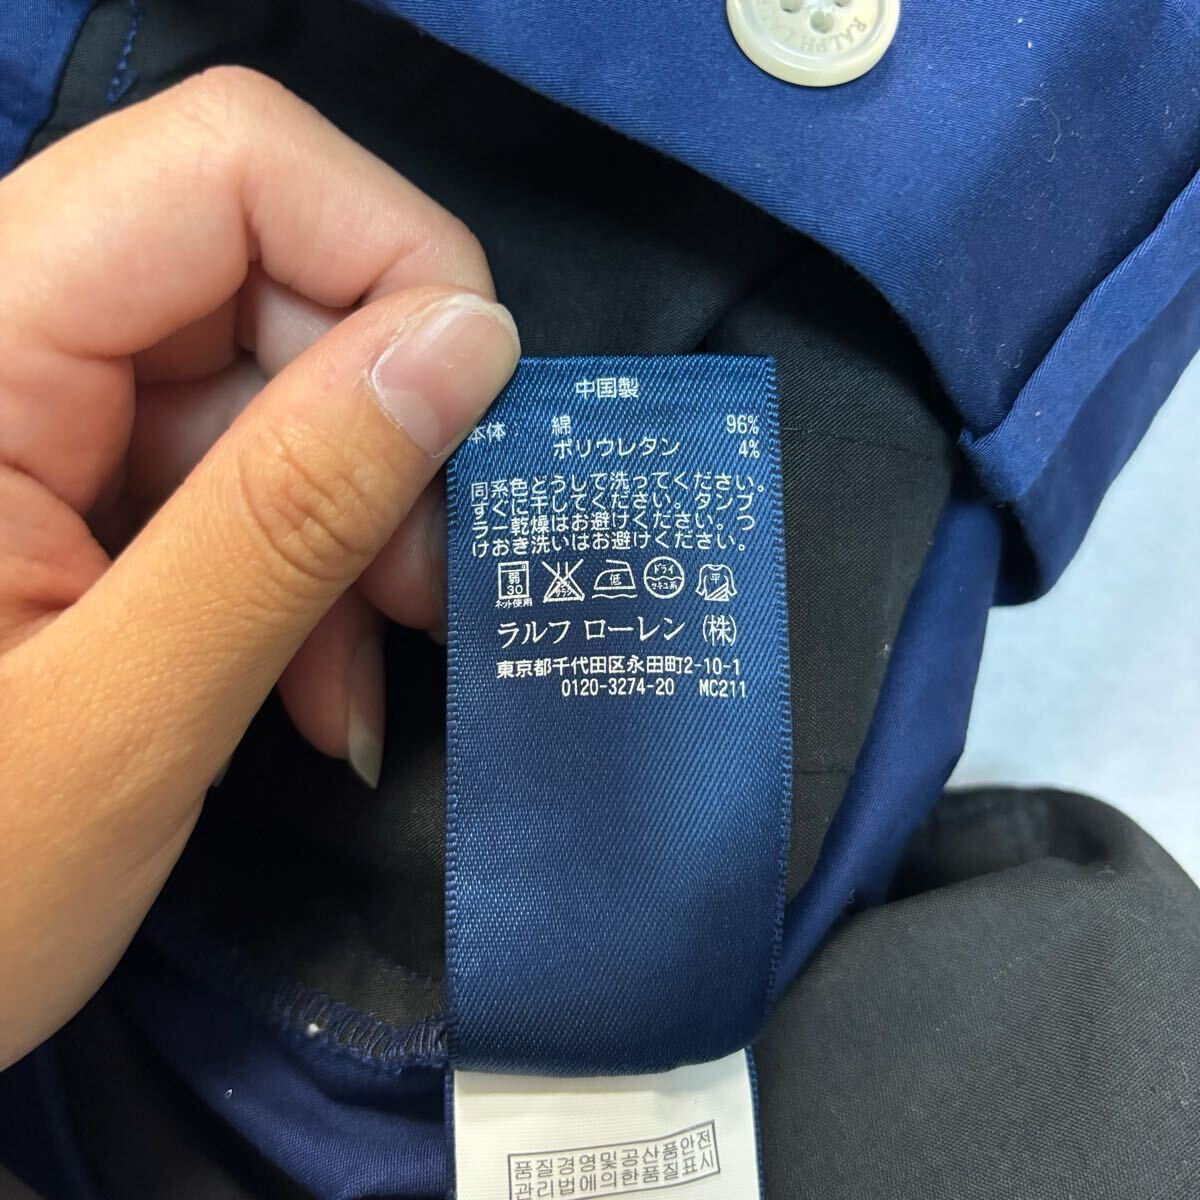 RALPH LAUR
中国製
本体 綿 96%
ポリウレタン 4%
同系色どうしで洗ってください。
すぐに干してください。タンブ
ラー乾燥はお避けください。つ
けおき洗いはお避けください。
弱 低 ドライ 平
30 セキユ系
ネット使用
ラルフ ローレン (株)
東京都千代田区永田町2-10-1
0120-3274-20 MC211
품질경영및공산품안전
관리법에의한품질표시